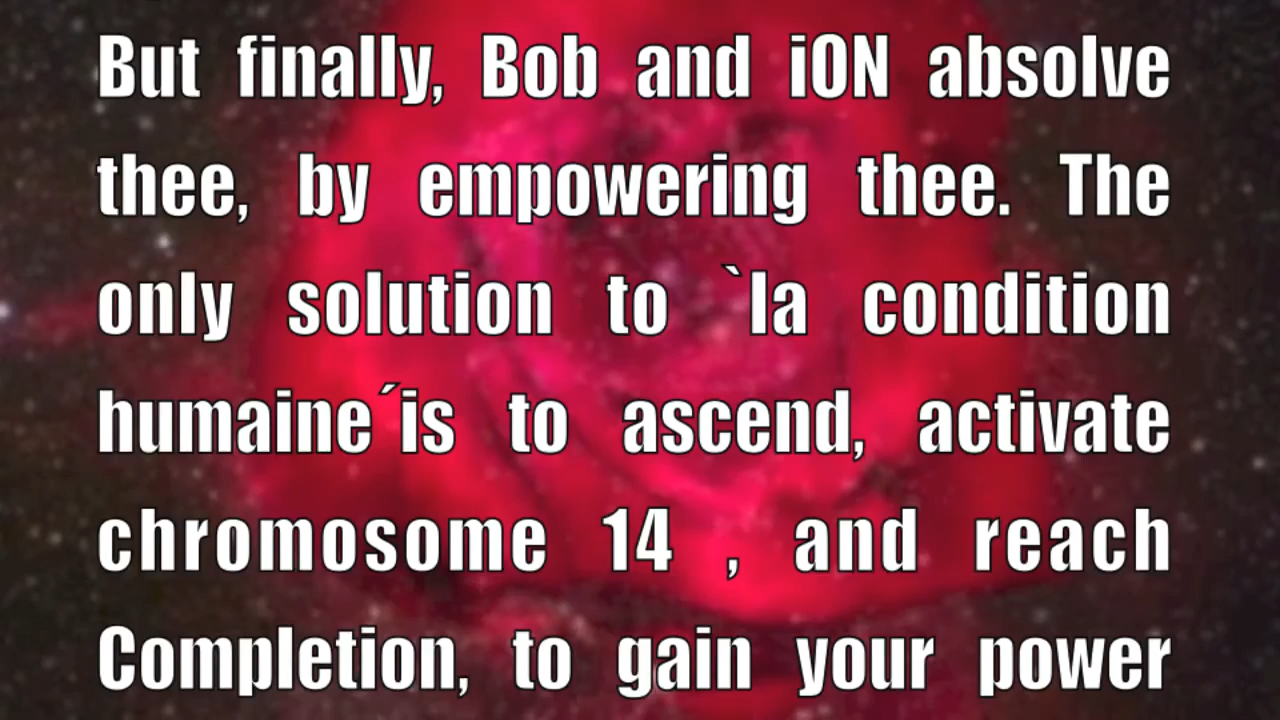 But finally, Bob and iON absolve
thee, by empowering thee. The
only solution to `la condition
humaine´is to ascend, activate
chromosome 14 , and reach
Completion, to gain your power